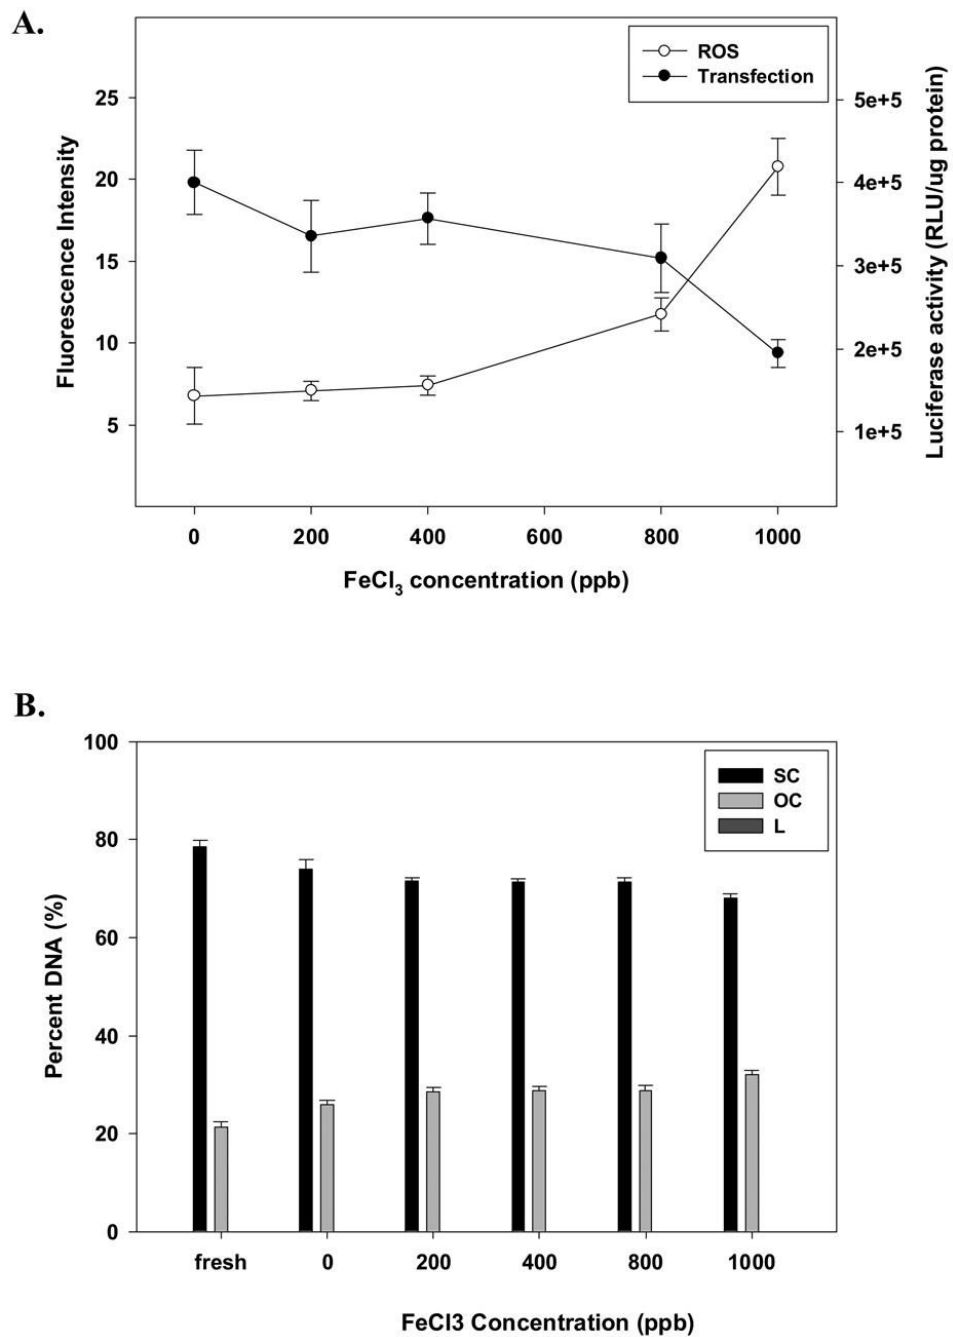 A.
ROS
Transfection
25
20
15
10
5
Fluorescence Intensity
5e+5
4e+5
3e+5
2e+5
1e+5
Luciferase activity (RLU/ug protein)
0 200 400 600 800 1000
FeCl3 concentration (ppb)
B.
SC
OC
L
100
80
60
40
20
0
Percent DNA (%)
fresh 0 200 400 800 1000
FeCl3 Concentration (ppb)